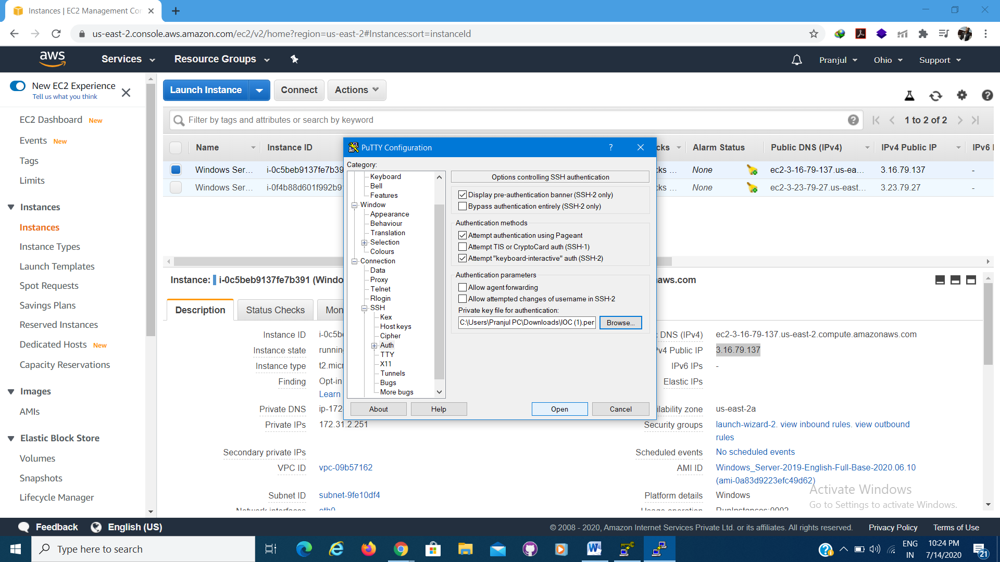 Instances | EC2 Management Con
us-east-2.console.aws.amazon.com/ec2/v2/home?region=us-east-2#Instances:sort=instanceId
aws
Services
Resource Groups
Pranjul
Ohio
Support
New EC2 Experience
Tell us what you think
EC2 Dashboard New
Events New
Tags
Limits
Instances
Instances
Instance Types
Launch Templates
Spot Requests
Savings Plans
Reserved Instances
Dedicated Hosts New
Capacity Reservations
Images
AMIs
Elastic Block Store
Volumes
Snapshots
Lifecycle Manager
Launch Instance
Connect
Actions
Filter by tags and attributes or search by keyword
1 to 2 of 2
Name
Instance ID
cks
Alarm Status
Public DNS (IPv4)
IPv4 Public IP
IPv6 I
Windows Ser...
i-0c5beb9137fe7b39
cks ...
None
ec2-3-16-79-137.us-ea...
3.16.79.137
-
Windows Ser...
i-0f4b88d601f992b9
cks ...
None
ec2-3-23-79-27.us-east...
3.23.79.27
-
PuTTY Configuration
?
Category:
Keyboard
Bell
Features
Window
Appearance
Behaviour
Translation
Selection
Colours
Connection
Data
Proxy
Telnet
Rlogin
SSH
Kex
Host keys
Cipher
Auth
TTY
X11
Tunnels
Bugs
More bugs
Options controlling SSH authentication
Display pre-authentication banner (SSH-2 only)
Bypass authentication entirely (SSH-2 only)
Authentication methods
Attempt authentication using Pageant
Attempt TIS or CryptoCard auth (SSH-1)
Attempt "keyboard-interactive" auth (SSH-2)
Authentication parameters
Allow agent forwarding
Allow attempted changes of username in SSH-2
Private key file for authentication:
C:\Users\Pranjul PC\Downloads\IOC (1).per
Browse...
About
Help
Open
Cancel
Instance:
i-0c5beb9137fe7b391 (Windo
aws.com
Description
Status Checks
Mon
Instance ID
i-0c5b
Instance state
runnin
Instance type
t2.mic
Finding
Opt-in
Learn
Private DNS
ip-172
Private IPs
172.31.2.251
Secondary private IPs
VPC ID
vpc-09b57162
Subnet ID
subnet-9fe10df4
Network interfaces
eth0
DNS (IPv4)
ec2-3-16-79-137.us-east-2.compute.amazonaws.com
v4 Public IP
3.16.79.137
IPv6 IPs
-
Elastic IPs
ilability zone
us-east-2a
Security groups
launch-wizard-2. view inbound rules. view outbound
rules
Scheduled events
No scheduled events
AMI ID
Windows_Server-2019-English-Full-Base-2020.06.10
(ami-0a83d9223efc49d62)
Platform details
Windows
Usage operation
RunInstances:0002
Activate Windows
Go to Settings to activate Windows.
Feedback
English (US)
© 2008 - 2020, Amazon Internet Services Private Ltd. or its affiliates. All rights reserved.
Privacy Policy
Terms of Use
Type here to search
ENG
IN
10:24 PM
7/14/2020
21